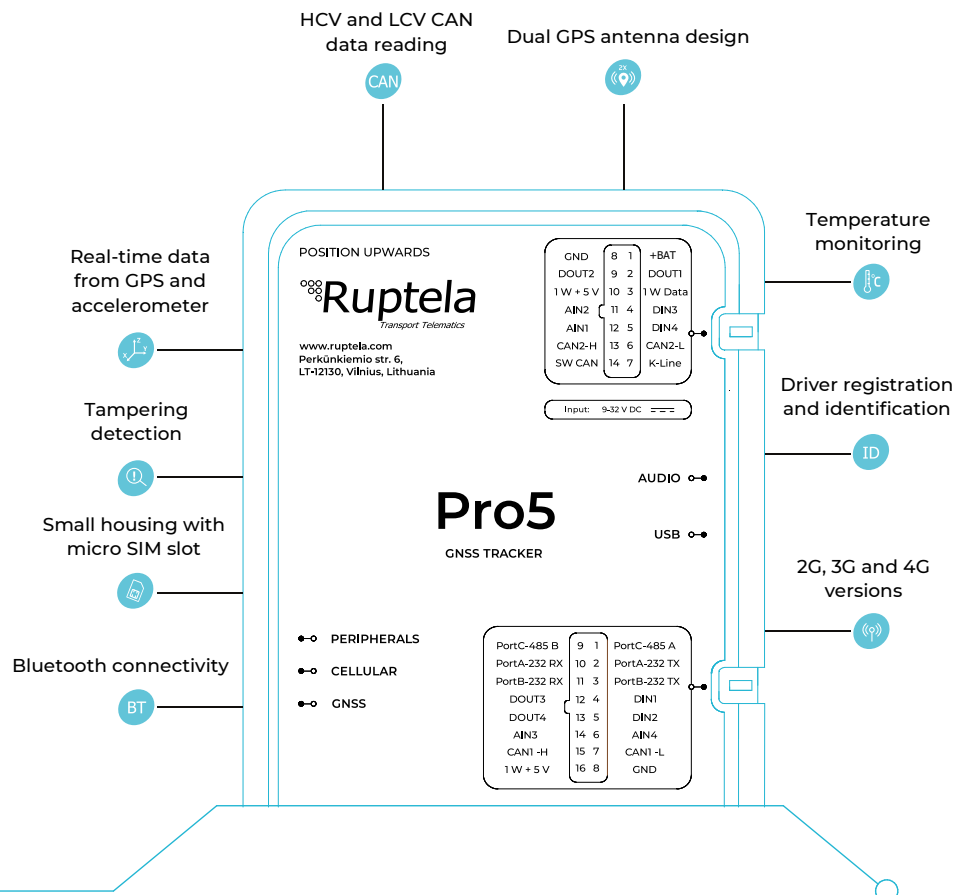 HCV and LCV CAN
data reading
CAN
Dual GPS antenna design
2X
Real-time data
from GPS and
accelerometer
Z
X Y
Tampering
detection
!
Small housing with
micro SIM slot
Bluetooth connectivity
BT
Temperature
monitoring
°C
Driver registration
and identification
ID
2G, 3G and 4G
versions
POSITION UPWARDS
Ruptela
Transport Telematics
www.ruptela.com
Perkūnkiemio str. 6,
LT-12130, Vilnius, Lithuania
GND 8 1 +BAT
DOUT2 9 2 DOUT1
1 W + 5 V 10 3 1 W Data
AIN2 11 4 DIN3
AIN1 12 5 DIN4
CAN2-H 13 6 CAN2-L
SW CAN 14 7 K-Line
Input: 9-32 V DC
AUDIO
USB
Pro5
GNSS TRACKER
PERIPHERALS
CELLULAR
GNSS
PortC-485 B 9 1 PortC-485 A
PortA-232 RX 10 2 PortA-232 TX
PortB-232 RX 11 3 PortB-232 TX
DOUT3 12 4 DIN1
DOUT4 13 5 DIN2
AIN3 14 6 AIN4
CAN1 -H 15 7 CAN1 -L
1 W + 5 V 16 8 GND